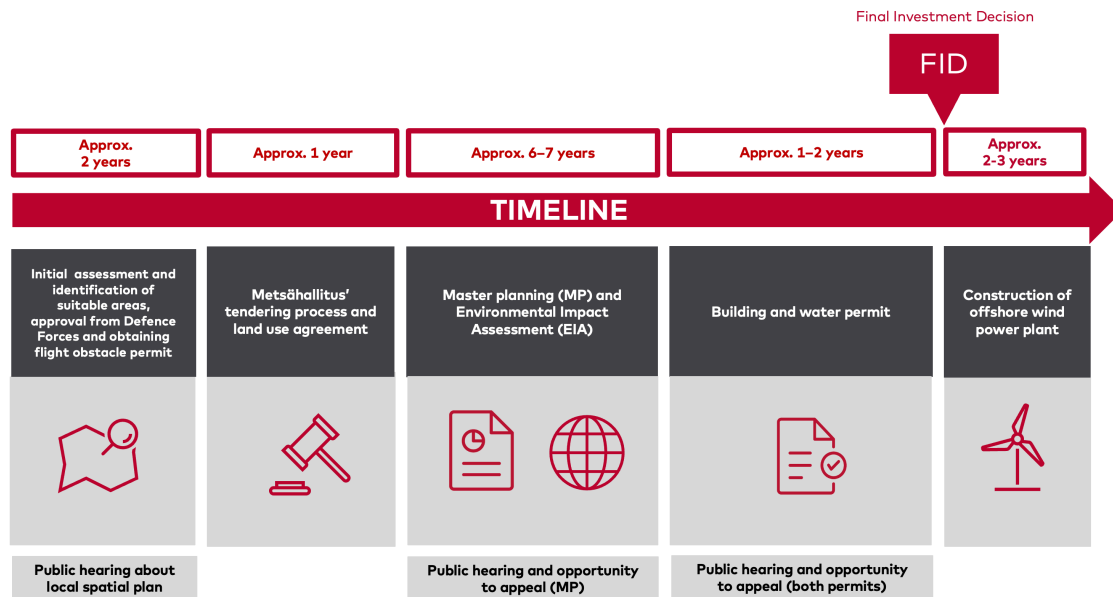 Final Investment Decision
FID
Approx.
2 years
Approx. 1 year
Approx. 6–7 years
Approx. 1–2 years
Approx.
2-3 years
TIMELINE
Initial assessment and
identification of
suitable areas,
approval from Defence
Forces and obtaining
flight obstacle permit
Metsähallitus’
tendering process and
land use agreement
Master planning (MP) and
Environmental Impact
Assessment (EIA)
Building and water permit
Construction of
offshore wind
power plant
Public hearing about
local spatial plan
Public hearing and opportunity
to appeal (MP)
Public hearing and opportunity
to appeal (both permits)